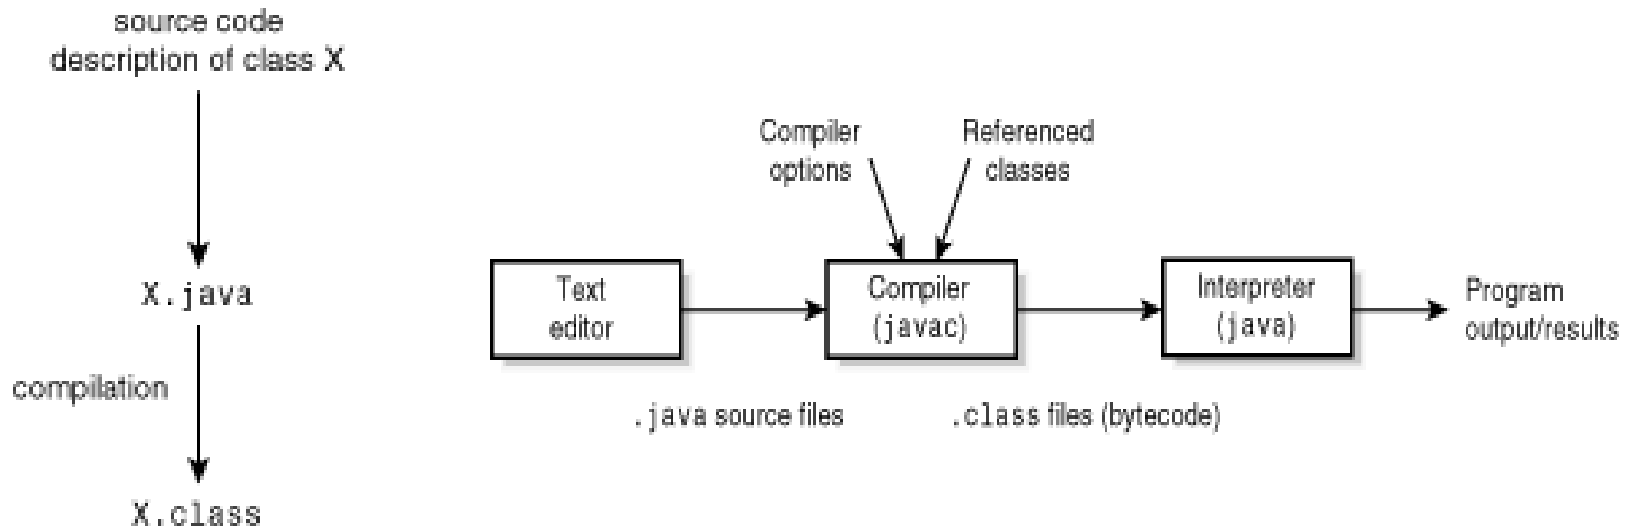 source code
description of class X
X.java
compilation
X.class
Compiler
options
Referenced
classes
Text
editor
Compiler
(javac)
Interpreter
(java)
Program
output/results
.java source files
.class files (bytecode)